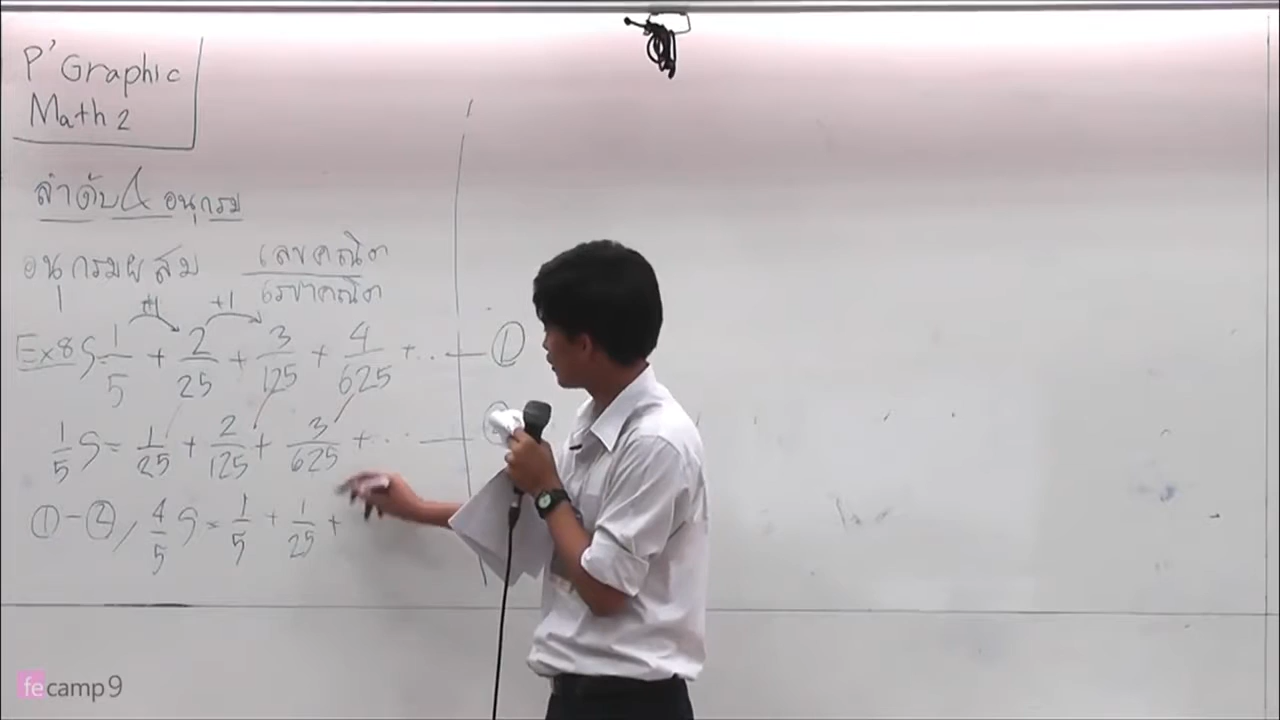 P' Graphic
Math 2
ลำดับ & อนุกรม
อนุกรมผสม เลขคณิต
เรขาคณิต
+1 +1
Ex8 S = 1/5 + 2/25 + 3/125 + 4/625 + ... — ①
1/5 S = 1/25 + 2/125 + 3/625 + ... —
① - ②, 4/5 S = 1/5 + 1/25 +
fecamp9